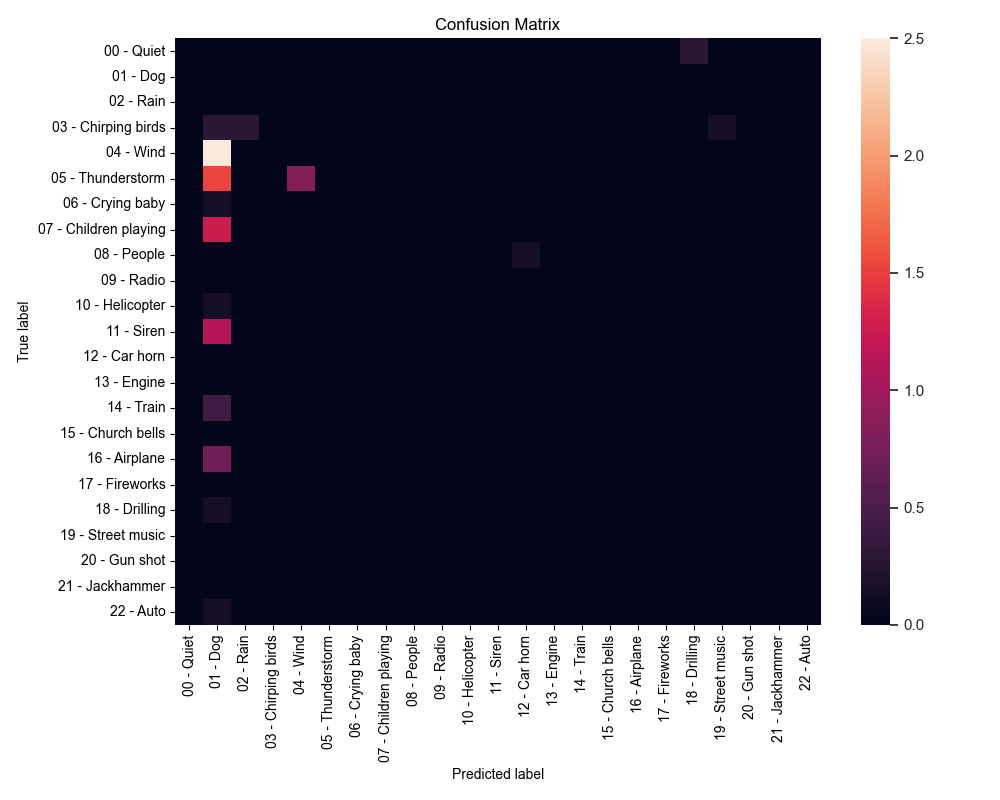 Confusion Matrix
00 - Quiet
01 - Dog
02 - Rain
03 - Chirping birds
04 - Wind
05 - Thunderstorm
06 - Crying baby
07 - Children playing
08 - People
09 - Radio
10 - Helicopter
11 - Siren
12 - Car horn
13 - Engine
14 - Train
15 - Church bells
16 - Airplane
17 - Fireworks
18 - Drilling
19 - Street music
20 - Gun shot
21 - Jackhammer
22 - Auto
True label
00 - Quiet
01 - Dog
02 - Rain
03 - Chirping birds
04 - Wind
05 - Thunderstorm
06 - Crying baby
07 - Children playing
08 - People
09 - Radio
10 - Helicopter
11 - Siren
12 - Car horn
13 - Engine
14 - Train
15 - Church bells
16 - Airplane
17 - Fireworks
18 - Drilling
19 - Street music
20 - Gun shot
21 - Jackhammer
22 - Auto
Predicted label
2.5
2.0
1.5
1.0
0.5
0.0